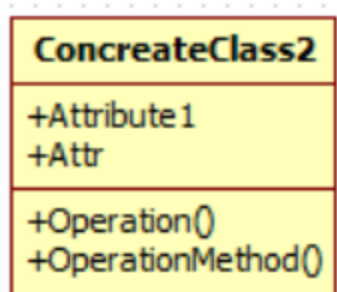 ConcreateClass2
+Attribute1
+Attr
+Operation()
+OperationMethod()